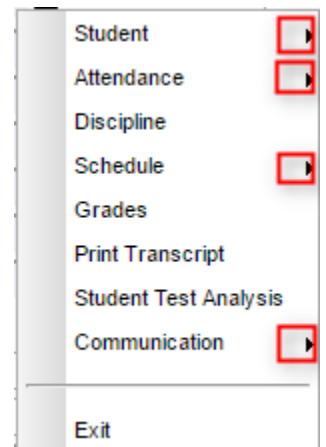 Student
Attendance
Discipline
Schedule
Grades
Print Transcript
Student Test Analysis
Communication
Exit